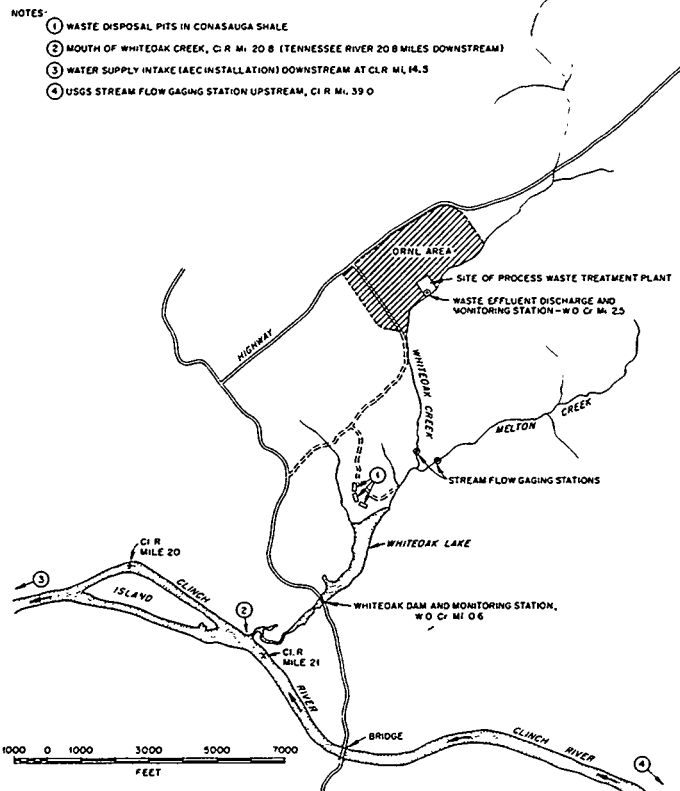 NOTES:
① WASTE DISPOSAL PITS IN CONASAUGA SHALE
② MOUTH OF WHITEOAK CREEK, Cl R Mi 20 8 (TENNESSEE RIVER 20 8 MILES DOWNSTREAM)
③ WATER SUPPLY INTAKE (AEC INSTALLATION) DOWNSTREAM AT CL.R Mi, 14.5
④ USGS STREAM FLOW GAGING STATION UPSTREAM, Cl R Mi. 39 0
ORNL AREA
SITE OF PROCESS WASTE TREATMENT PLANT
WASTE EFFLUENT DISCHARGE AND
MONITORING STATION - W O Cr Mi 2.5
HIGHWAY
WHITEOAK CREEK
MELTON CREEK
①
STREAM FLOW GAGING STATIONS
WHITEOAK LAKE
Cl R
MILE 20
③
CLINCH
ISLAND
②
WHITEOAK DAM AND MONITORING STATION,
W O Cr Mi 0 6
Cl. R
MILE 21
RIVER
BRIDGE
CLINCH RIVER
④
1000 0 1000 3000 5000 7000
FEET